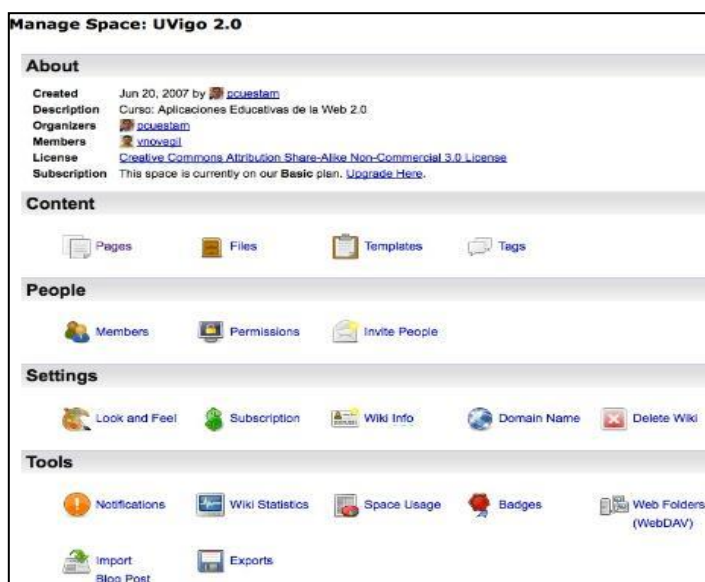 Manage Space: UVigo 2.0
About
Created Jun 20, 2007 by pcuestam
Description Curso: Aplicaciones Educativas de la Web 2.0
Organizers pcuestam
Members vnovegil
License Creative Commons Attribution Share-Alike Non-Commercial 3.0 License
Subscription This space is currently on our Basic plan. Upgrade Here.
Content
Pages Files Templates Tags
People
Members Permissions Invite People
Settings
Look and Feel Subscription Wiki Info Domain Name Delete Wiki
Tools
Notifications Wiki Statistics Space Usage Badges Web Folders
(WebDAV)
Import Exports
Blog Post